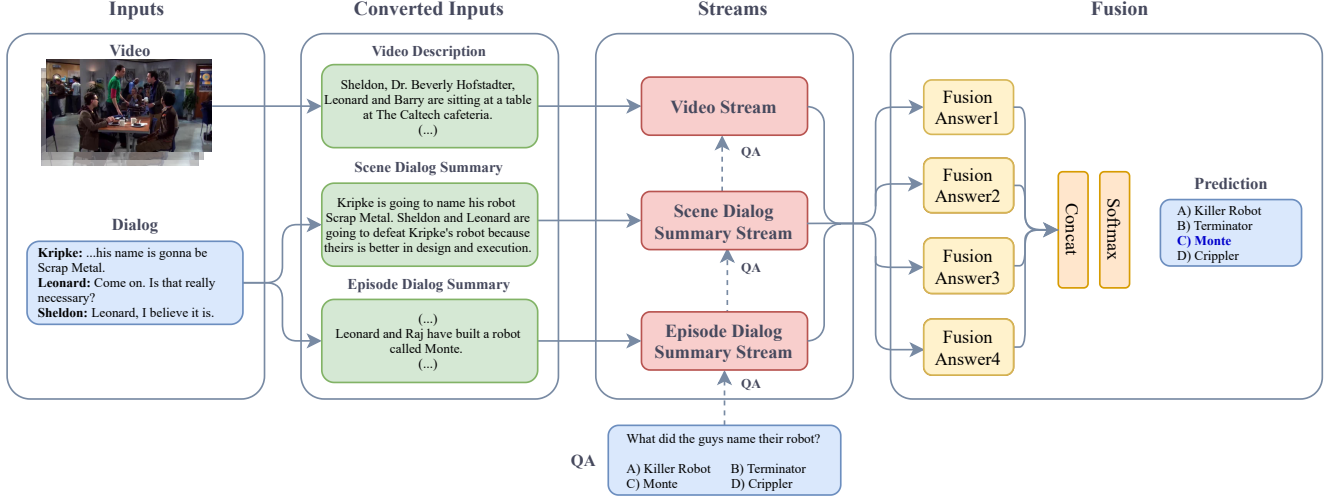 Inputs
Converted Inputs
Streams
Fusion
Video
Dialog
Kripke: ...his name is gonna be
Scrap Metal.
Leonard: Come on. Is that really
necessary?
Sheldon: Leonard, I believe it is.
Video Description
Sheldon, Dr. Beverly Hofstadter,
Leonard and Barry are sitting at a table
at The Caltech cafeteria.
(...)
Scene Dialog Summary
Kripke is going to name his robot
Scrap Metal. Sheldon and Leonard are
going to defeat Kripke's robot because
theirs is better in design and execution.
Episode Dialog Summary
(...)
Leonard and Raj have built a robot
called Monte.
(...)
Video Stream
QA
Scene Dialog
Summary Stream
QA
Episode Dialog
Summary Stream
QA
QA
What did the guys name their robot?
A) Killer Robot B) Terminator
C) Monte D) Crippler
Fusion
Answer1
Fusion
Answer2
Fusion
Answer3
Fusion
Answer4
Concat
Softmax
Prediction
A) Killer Robot
B) Terminator
C) Monte
D) Crippler